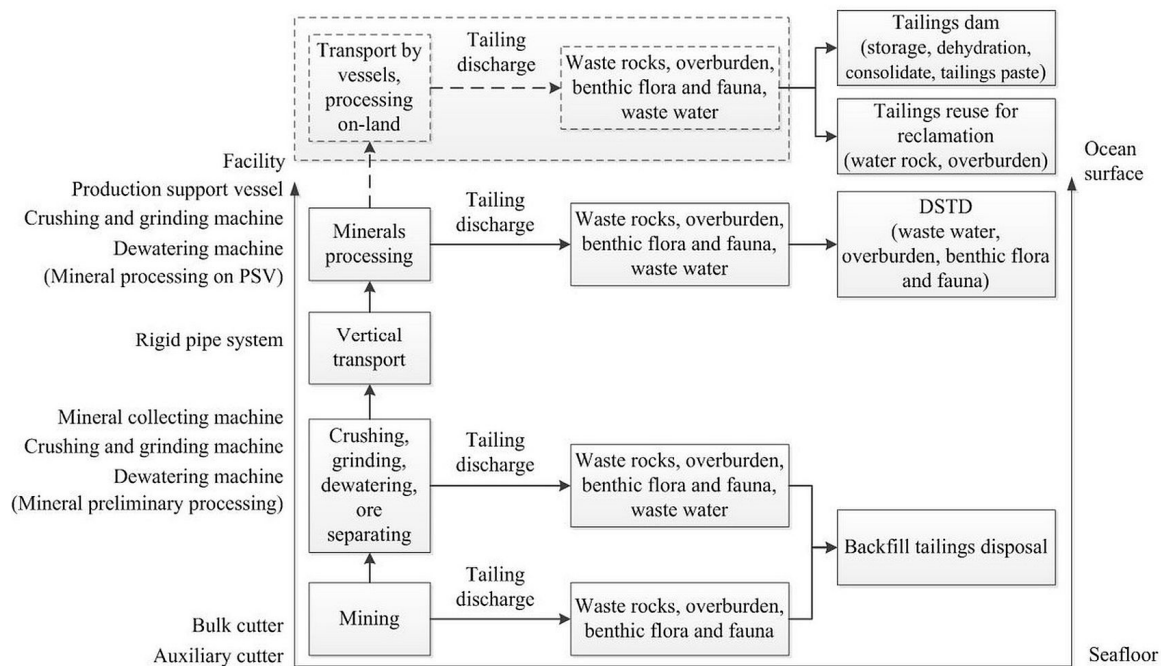 Transport by
vessels,
processing
on-land
Tailing
discharge
Waste rocks, overburden,
benthic flora and fauna,
waste water
Tailings dam
(storage, dehydration,
consolidate, tailings paste)
Tailings reuse for
reclamation
(water rock, overburden)
Facility
Ocean
surface
Production support vessel
Crushing and grinding machine
Dewatering machine
(Mineral processing on PSV)
Minerals
processing
Tailing
discharge
Waste rocks, overburden,
benthic flora and fauna,
waste water
DSTD
(waste water,
overburden, benthic flora
and fauna)
Rigid pipe system
Vertical
transport
Mineral collecting machine
Crushing and grinding machine
Dewatering machine
(Mineral preliminary processing)
Crushing,
grinding,
dewatering,
ore
separating
Tailing
discharge
Waste rocks, overburden,
benthic flora and fauna,
waste water
Backfill tailings disposal
Mining
Tailing
discharge
Waste rocks, overburden,
benthic flora and fauna
Bulk cutter
Auxiliary cutter
Seafloor